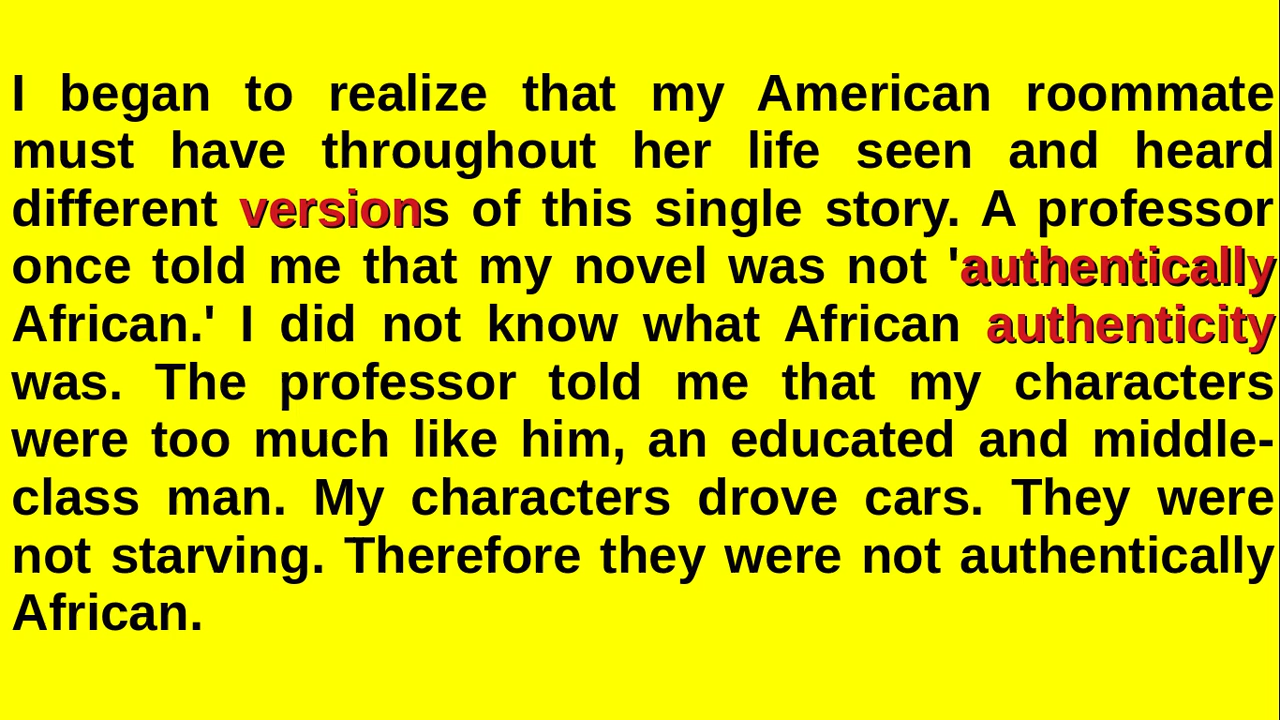 I began to realize that my American roommate
must have throughout her life seen and heard
different versions of this single story. A professor
once told me that my novel was not 'authentically
African.' I did not know what African authenticity
was. The professor told me that my characters
were too much like him, an educated and middle-
class man. My characters drove cars. They were
not starving. Therefore they were not authentically
African.